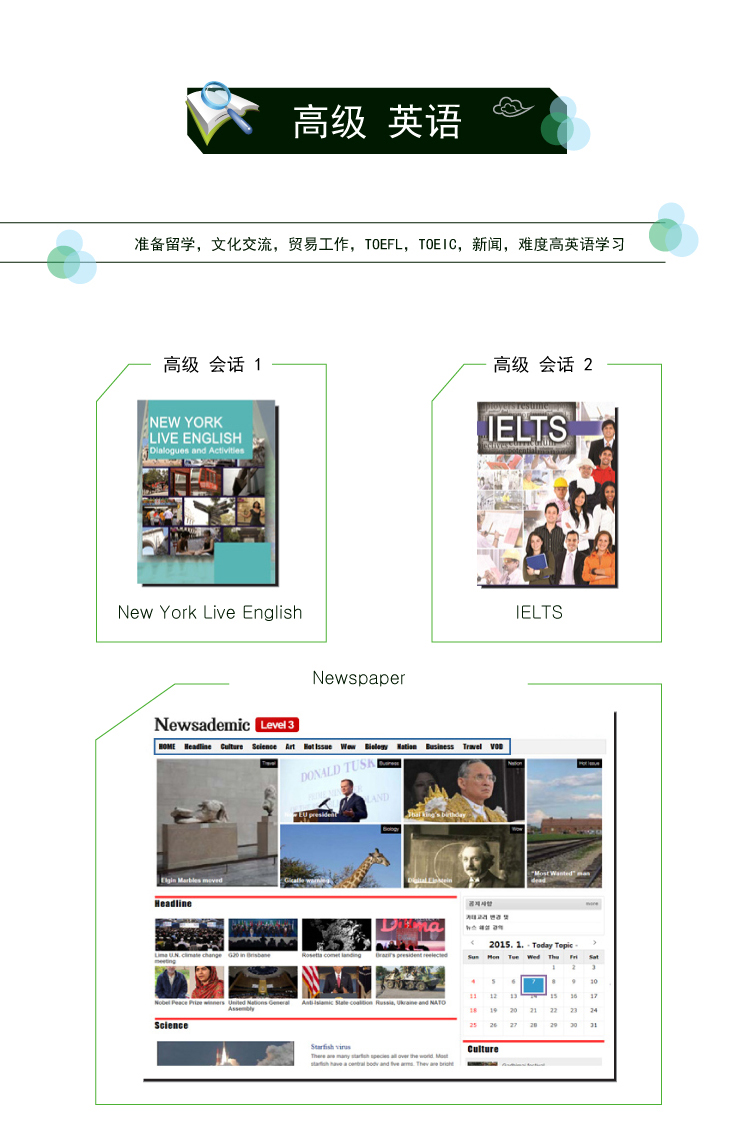 高级 英语
准备留学，文化交流，贸易工作，TOEFL，TOEIC，新闻，难度高英语学习
高级 会话 1
高级 会话 2
NEW YORK
LIVE ENGLISH
Dialogues and Activities
IELTS
New York Live English
IELTS
Newspaper
Newsademic Level 3
HOME Headline Culture Science Art Hot Issue Wow Biology Nation Business Travel VOD
Travel
Business
Nation
Hot Issue
DONALD TUSK
New EU president
Thai king's birthday
Biology
Wow
Elgin Marbles moved
Giraffe warning
Digital Einstein
"Most Wanted" man dead
Headline
Lima U.N. climate change meeting
G20 in Brisbane
Rosetta comet landing
Brazil's president reelected
Dilma
Nobel Peace Prize winners
United Nations General Assembly
Anti-Islamic State coalition
Russia, Ukraine and NATO
Science
Starfish virus
There are many starfish species all over the world. Most
starfish have a central body and five arms. They are bright
공지사항 more
카테고리 변경 및
뉴스 해설 강의
< 2015. 1. - Today Topic - >
Sun Mon Tue Wed Thu Fri Sat
1 2 3
4 5 6 7 8 9 10
11 12 13 14 15 16 17
18 19 20 21 22 23 24
25 26 27 28 29 30 31
Culture